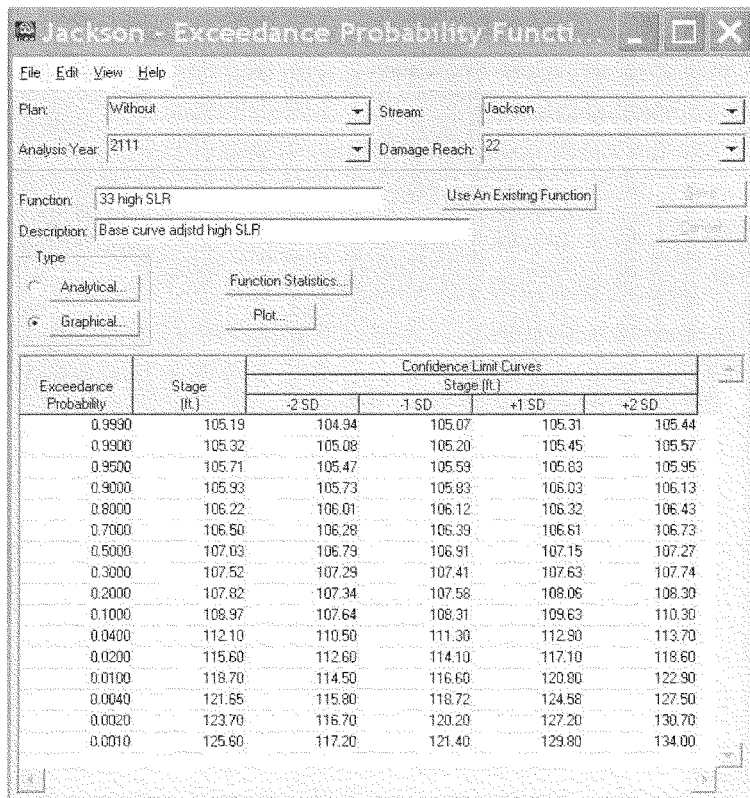 Jackson - Exceedance Probability Functi...
File Edit View Help
Plan: Without Stream: Jackson
Analysis Year: 2111 Damage Reach: 22
Function: 33 high SLR Use An Existing Function Save
Description: Base curve adjstd high SLR Cancel
Type
Analytical... Function Statistics...
Graphical... Plot...
Confidence Limit Curves
Exceedance Stage Stage (ft.)
Probability (ft.) -2 SD -1 SD +1 SD +2 SD
0.9990 105.19 104.94 105.07 105.31 105.44
0.9900 105.32 105.08 105.20 105.45 105.57
0.9500 105.71 105.47 105.59 105.83 105.95
0.9000 105.93 105.73 105.83 106.03 106.13
0.8000 106.22 106.01 106.12 106.32 106.43
0.7000 106.50 106.28 106.39 106.61 106.73
0.5000 107.03 106.79 106.91 107.15 107.27
0.3000 107.52 107.29 107.41 107.63 107.74
0.2000 107.82 107.34 107.58 108.06 108.30
0.1000 108.97 107.64 108.31 109.63 110.30
0.0400 112.10 110.50 111.30 112.90 113.70
0.0200 115.60 112.60 114.10 117.10 118.60
0.0100 118.70 114.50 116.60 120.80 122.90
0.0040 121.65 115.80 118.72 124.58 127.50
0.0020 123.70 116.70 120.20 127.20 130.70
0.0010 125.60 117.20 121.40 129.80 134.00